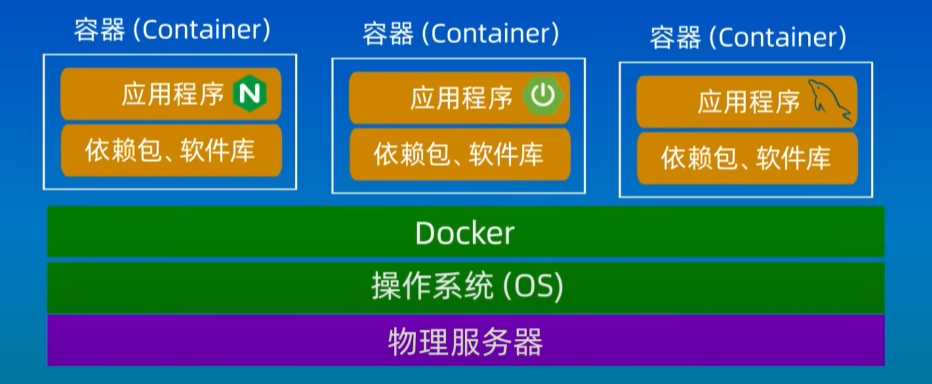 容器 (Container)
应用程序 N
依赖包、软件库
容器 (Container)
应用程序
依赖包、软件库
容器 (Container)
应用程序
依赖包、软件库
Docker
操作系统 (OS)
物理服务器